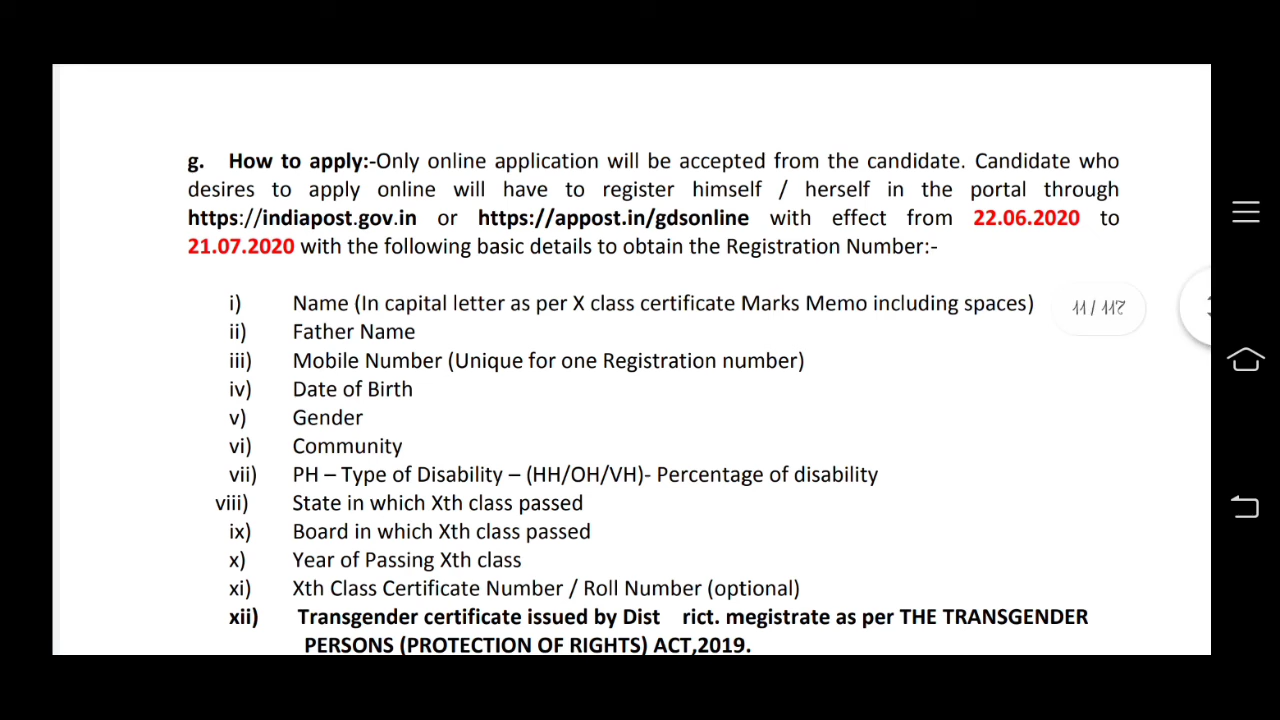 g. How to apply:-Only online application will be accepted from the candidate. Candidate who
desires to apply online will have to register himself / herself in the portal through
https://indiapost.gov.in or https://appost.in/gdsonline with effect from 22.06.2020 to
21.07.2020 with the following basic details to obtain the Registration Number:-
i) Name (In capital letter as per X class certificate Marks Memo including spaces)
11 / 117
ii) Father Name
iii) Mobile Number (Unique for one Registration number)
iv) Date of Birth
v) Gender
vi) Community
vii) PH – Type of Disability – (HH/OH/VH)- Percentage of disability
viii) State in which Xth class passed
ix) Board in which Xth class passed
x) Year of Passing Xth class
xi) Xth Class Certificate Number / Roll Number (optional)
xii) Transgender certificate issued by Dist rict. megistrate as per THE TRANSGENDER
PERSONS (PROTECTION OF RIGHTS) ACT,2019.